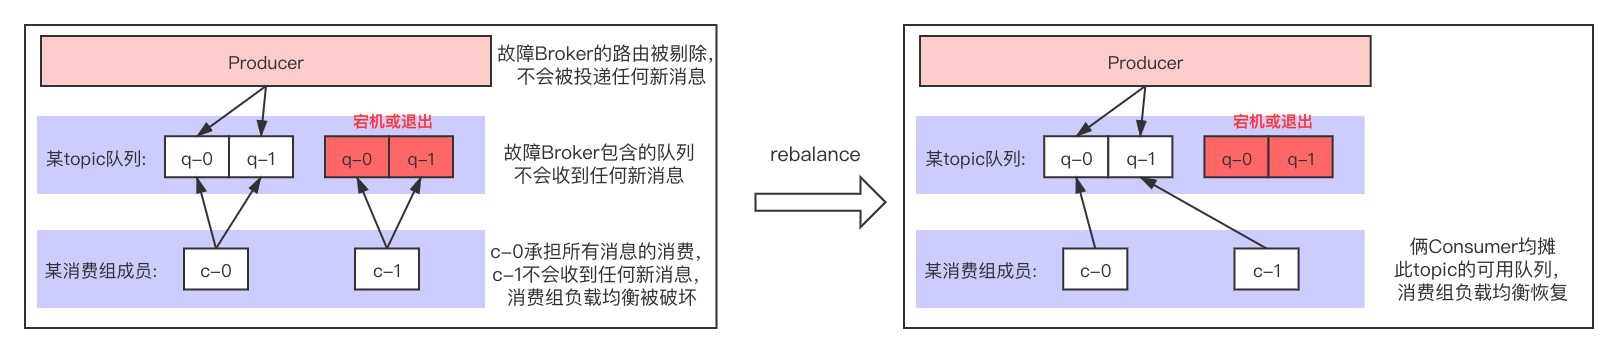 Producer
故障Broker的路由被剔除,
不会被投递任何新消息
宕机或退出
某topic队列:
q-0
q-1
q-0
q-1
故障Broker包含的队列
不会收到任何新消息
某消费组成员:
c-0
c-1
c-0承担所有消息的消费,
c-1不会收到任何新消息,
消费组负载均衡被破坏
rebalance
Producer
宕机或退出
某topic队列:
q-0
q-1
q-0
q-1
某消费组成员:
c-0
c-1
俩Consumer均摊
此topic的可用队列,
消费组负载均衡恢复